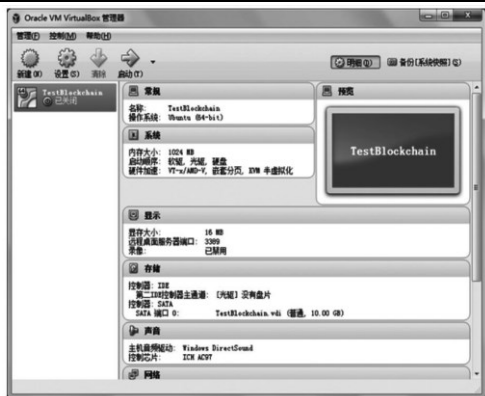 Oracle VM VirtualBox 管理器
管理(F) 控制(M) 帮助(H)
新建(N) 设置(S) 清除 启动(T)
明细(D) 备份[系统快照](S)
TestBlockchain
已关闭
常规
名称: TestBlockchain
操作系统: Ubuntu (64-bit)
预览
TestBlockchain
系统
内存大小: 1024 MB
启动顺序: 软驱, 光驱, 硬盘
硬件加速: VT-x/AMD-V, 嵌套分页, KVM 半虚拟化
显示
显存大小: 16 MB
远程桌面服务器端口: 3389
录像: 已禁用
存储
控制器: IDE
第二IDE控制器主通道: [光驱] 没有盘片
控制器: SATA
SATA 端口 0: TestBlockchain.vdi (普通, 10.00 GB)
声音
主机音频驱动: Windows DirectSound
控制芯片: ICH AC97
网络